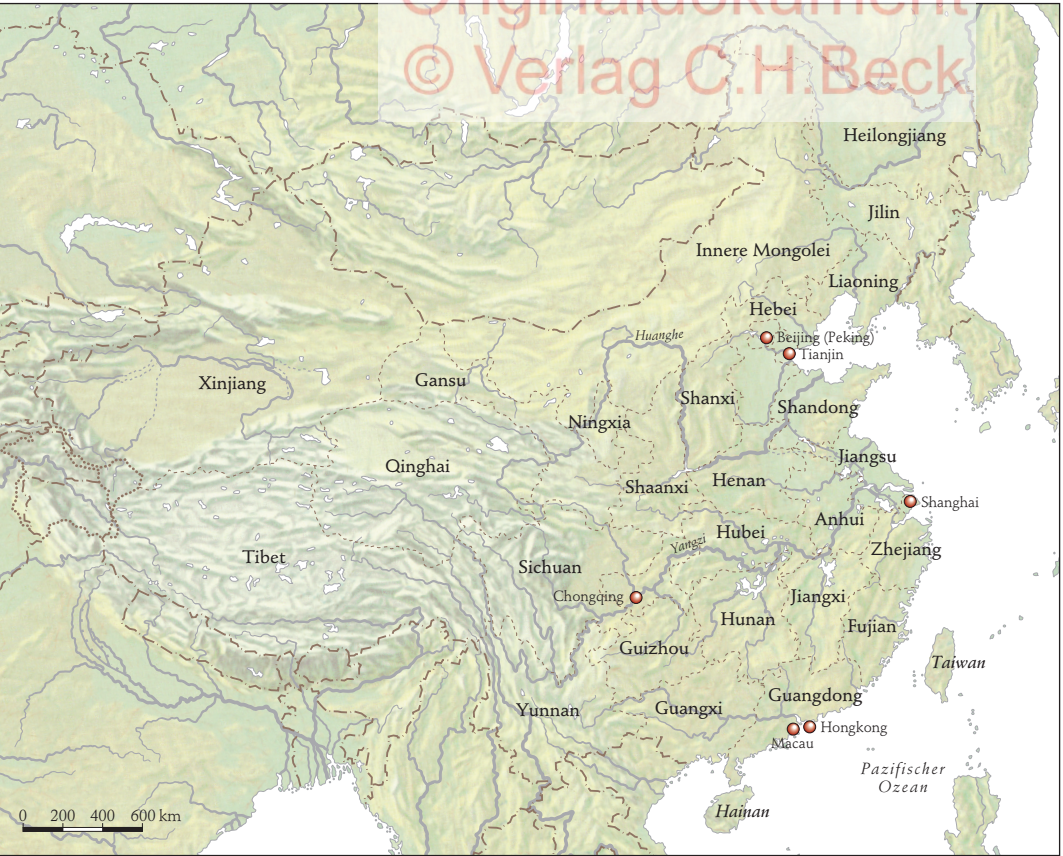 Originaldokument
© Verlag C.H.Beck
Heilongjiang
Jilin
Innere Mongolei
Liaoning
Hebei
Huanghe
Beijing (Peking)
Tianjin
Xinjiang
Gansu
Shanxi
Shandong
Ningxia
Qinghai
Jiangsu
Shaanxi
Henan
Shanghai
Anhui
Hubei
Yangzi
Zhejiang
Tibet
Sichuan
Chongqing
Jiangxi
Hunan
Fujian
Guizhou
Taiwan
Guangdong
Yunnan
Guangxi
Hongkong
Macau
Pazifischer
Ozean
Hainan
0 200 400 600 km